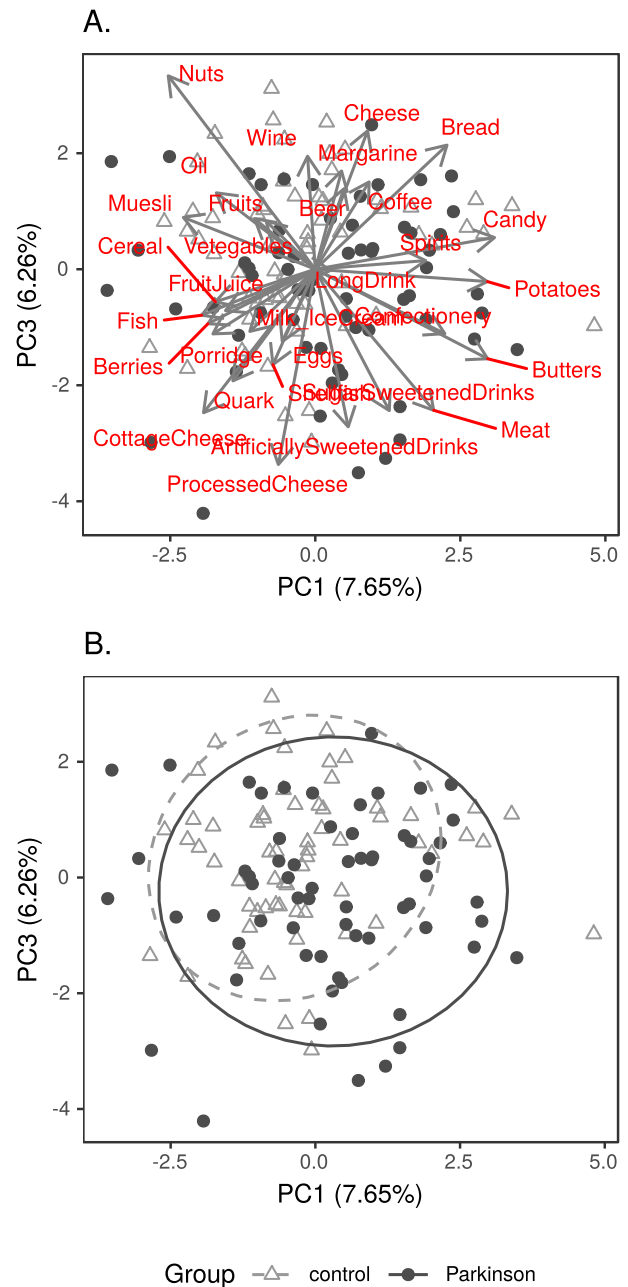 A.
Nuts
Cheese
Bread
Wine
Margarine
Oil
Muesli
Fruits
Beer
Coffee
Candy
Cereal
Vetegables
Spirits
FruitJuice
LongDrink
Potatoes
Fish
Milk_IceCream
Confectionery
Berries
Porridge
Eggs
Butters
Quark
Shellfish
SugarSweetenedDrinks
Meat
CottageCheese
ArtificiallySweetenedDrinks
ProcessedCheese
2
0
-2
-4
PC3 (6.26%)
-2.5 0.0 2.5 5.0
PC1 (7.65%)
B.
2
0
-2
-4
PC3 (6.26%)
-2.5 0.0 2.5 5.0
PC1 (7.65%)
Group control Parkinson